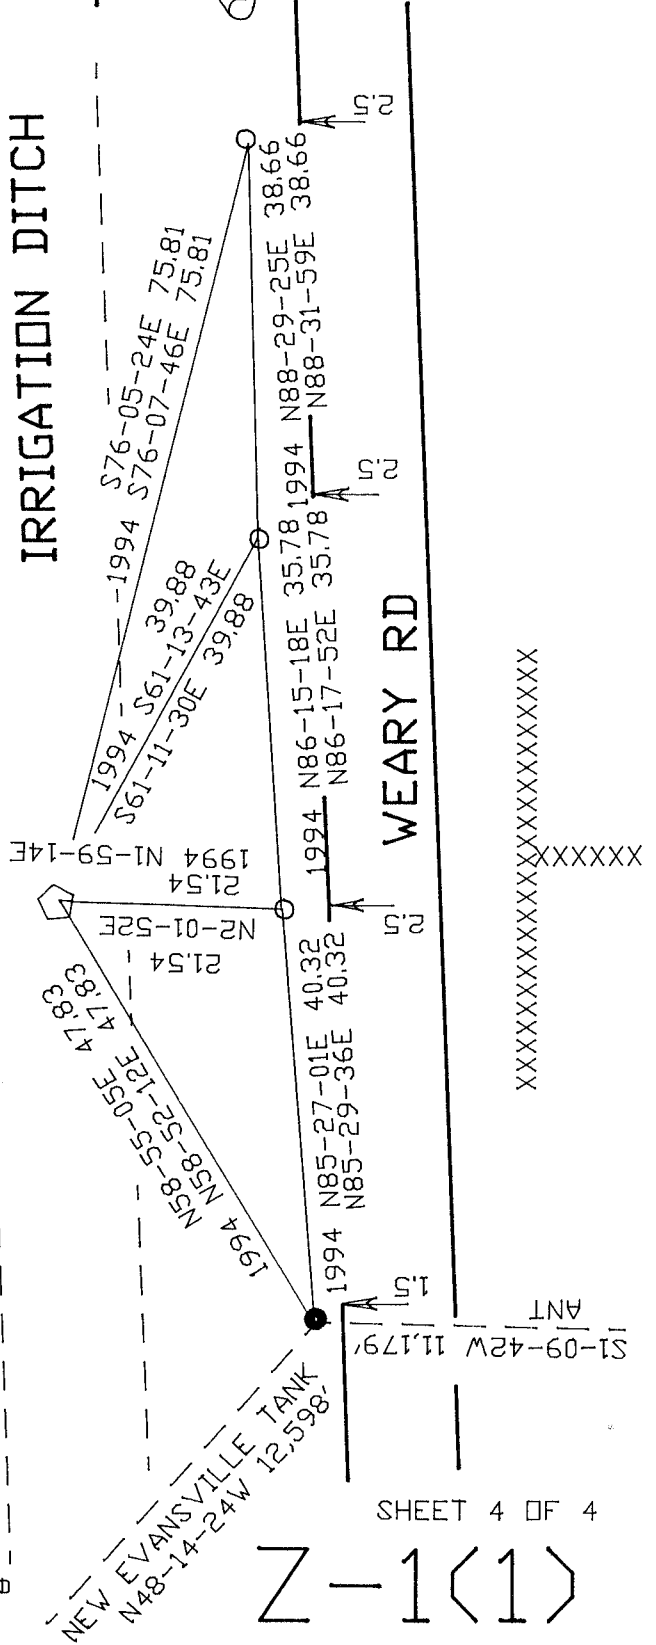 IRRIGATION DITCH
2.5
S76-05-24E 75.81
1994 S76-07-46E 75.81
1994 N88-29-25E 38.66
N88-31-59E 38.66
2.5
39.88
1994 S61-13-43E
S61-11-30E 39.88
1994 N86-15-18E 35.78
N86-17-52E 35.78
WEARY RD
1994 N1-59-14E
21.54
N2-01-52E
21.54
2.5
N58-55-05E 47.83
1994 N58-52-12E 47.83
1994 N85-27-01E 40.32
N85-29-36E 40.32
XXXXXXXXXXXXXXXXXXXXXXXX
XXXXXX
1.5
ANT
S1-09-42W 11,179'
NEW EVANSVILLE TANK
N48-14-24W 12,598'
SHEET 4 OF 4
Z-1(1)